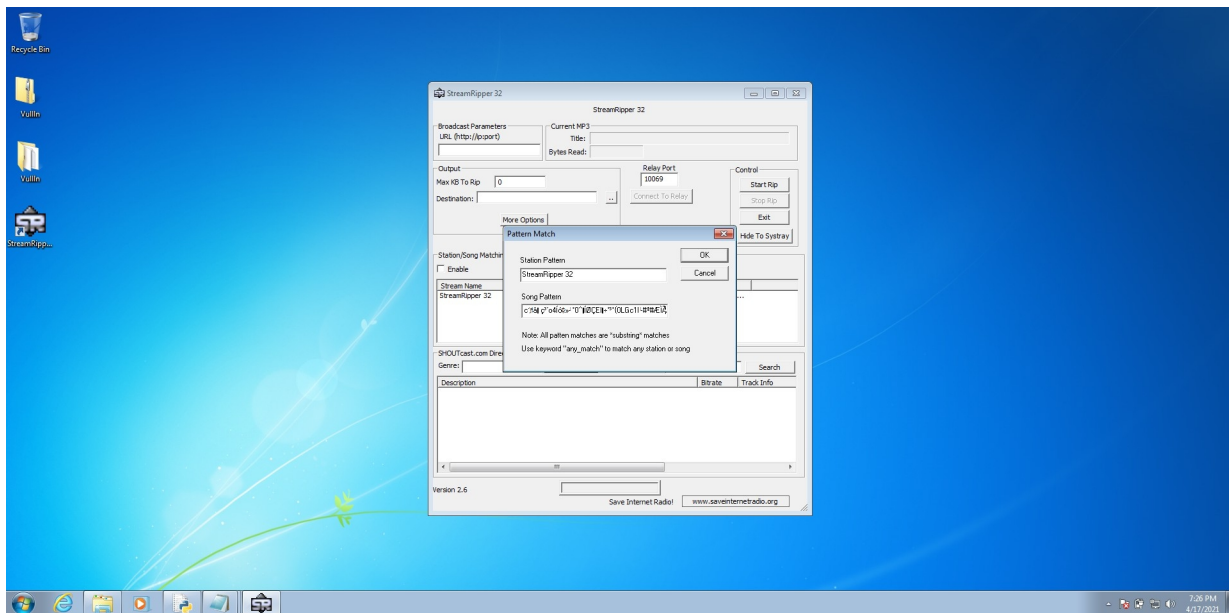 Recycle Bin
Vullln
Vullln
StreamRipp...
StreamRipper 32
StreamRipper 32
Broadcast Parameters
URL (http://ip:port)
Current MP3
Title:
Bytes Read:
Output
Max KB To Rip 0
Destination: ..
More Options
Relay Port
10069
Connect To Relay
Control
Start Rip
Stop Rip
Exit
Hide To Systray
Station/Song Matchin
Enable
Stream Name
StreamRipper 32
...
Pattern Match
Station Pattern
StreamRipper 32
OK
Cancel
Song Pattern
Note: All patten matches are "substing" matches
Use keyword "any_match" to match any station or song
SHOUTcast.com Dire
Genre:
Search
Description Bitrate Track Info
Version 2.6
Save Internet Radio! www.saveinternetradio.org
7:26 PM
4/17/2021